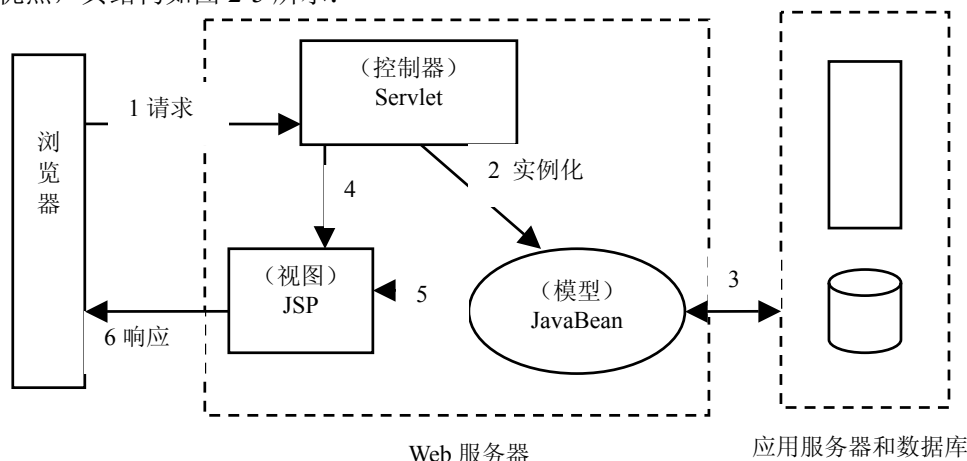 （控制器）
Servlet
1 请求
浏
览
器
2 实例化
4
（视图）
JSP
5
（模型）
JavaBean
3
6 响应
Web 服务器
应用服务器和数据库